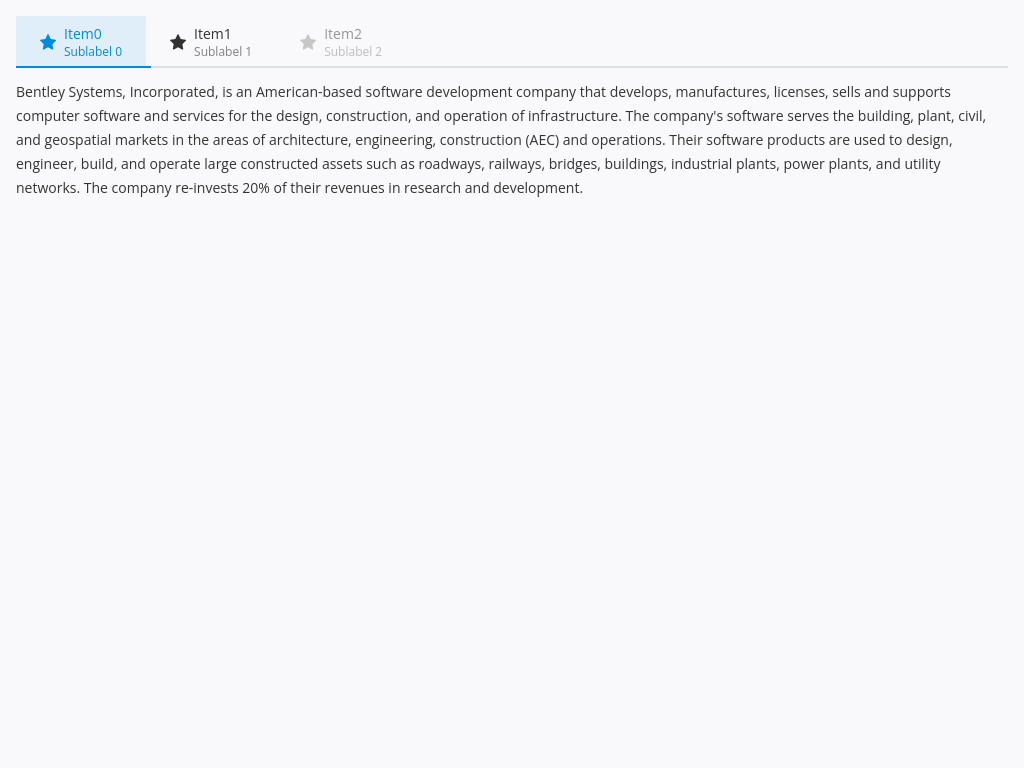 Item0
Sublabel 0
Item1
Sublabel 1
Item2
Sublabel 2
Bentley Systems, Incorporated, is an American-based software development company that develops, manufactures, licenses, sells and supports
computer software and services for the design, construction, and operation of infrastructure. The company's software serves the building, plant, civil,
and geospatial markets in the areas of architecture, engineering, construction (AEC) and operations. Their software products are used to design,
engineer, build, and operate large constructed assets such as roadways, railways, bridges, buildings, industrial plants, power plants, and utility
networks. The company re-invests 20% of their revenues in research and development.